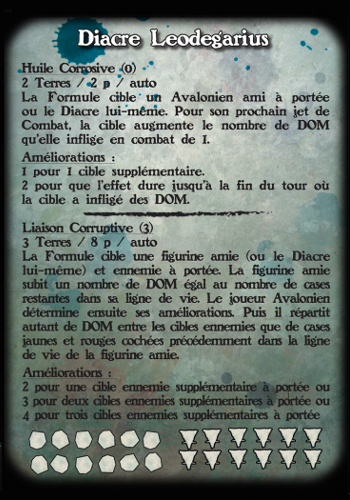 Diacre Leodegarius
Huile Corrosive (0)
2 Terres / 2 p / auto
La Formule cible un Avalonien ami à portée
ou le Diacre lui-même. Pour son prochain jet de
Combat, la cible augmente le nombre de DOM
qu'elle inflige en combat de 1.
Améliorations :
1 pour 1 cible supplémentaire.
2 pour que l'effet dure jusqu'à la fin du tour où
la cible a infligé des DOM.
Liaison Corruptive (3)
3 Terres / 8 p / auto
La Formule cible une figurine amie (ou le Diacre
lui-même) et ennemie à portée. La figurine amie
subit un nombre de DOM égal au nombre de cases
restantes dans sa ligne de vie. Le joueur Avalonien
détermine ensuite ses améliorations. Puis il répartit
autant de DOM entre les cibles ennemies que de cases
jaunes et rouges cochées précédemment dans la ligne
de vie de la figurine amie.
Améliorations :
2 pour une cible ennemie supplémentaire à portée ou
3 pour deux cibles ennemies supplémentaires à portée ou
4 pour trois cibles ennemies supplémentaires à portée